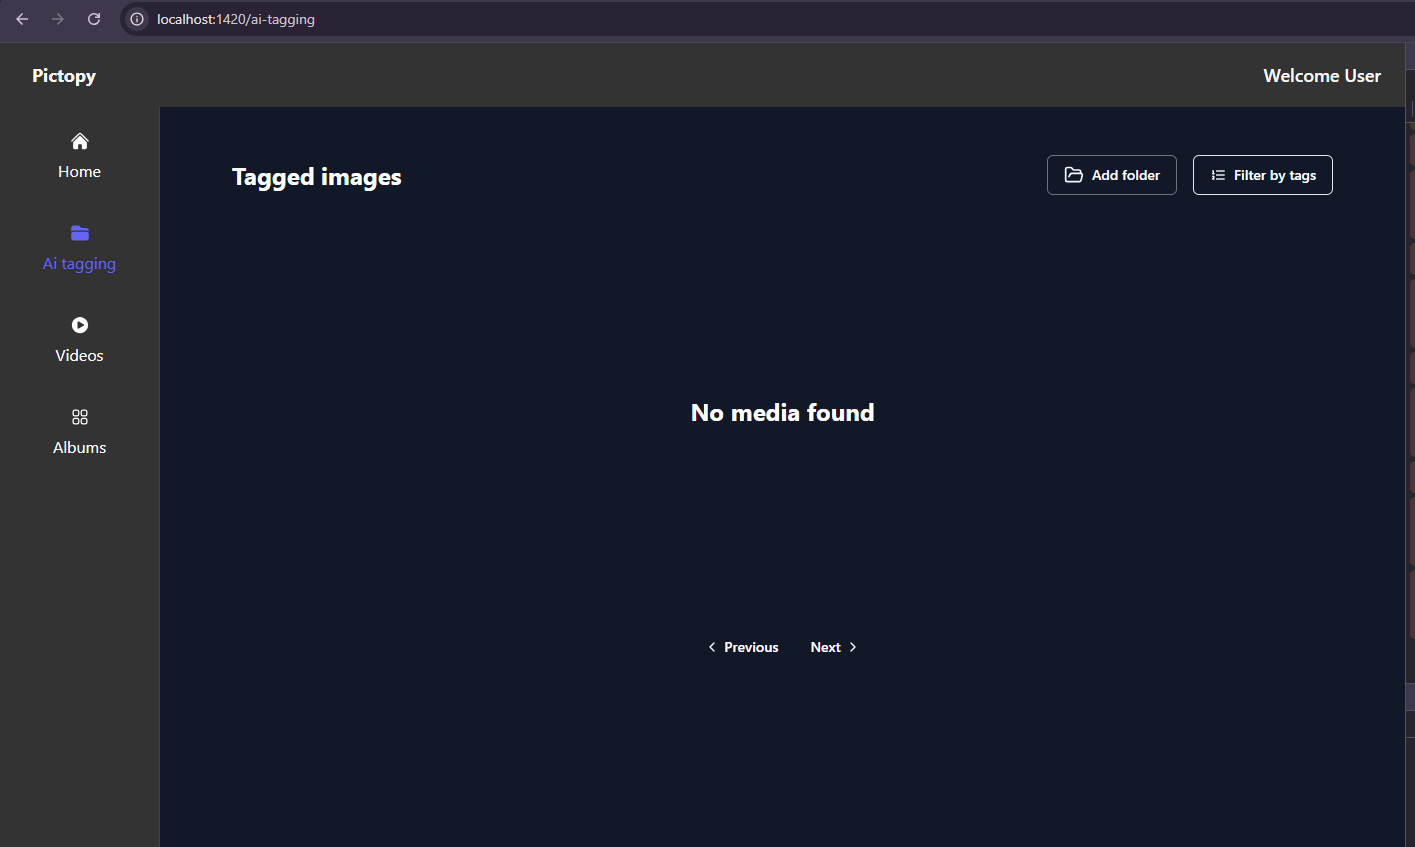 localhost:1420/ai-tagging
Pictopy
Welcome User
Home
Ai tagging
Videos
Albums
Tagged images
Add folder
Filter by tags
No media found
Previous
Next